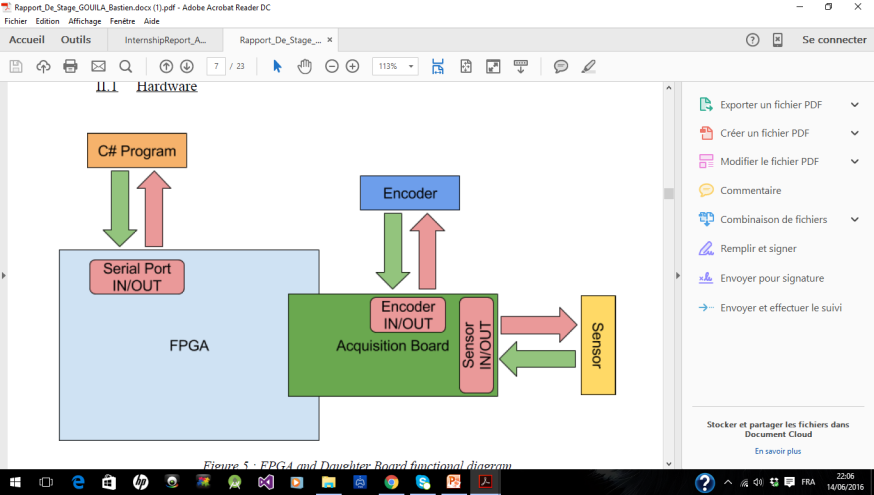 Rapport_De_Stage_GOUILA_Bastien.docx (1).pdf - Adobe Acrobat Reader DC
Fichier Edition Affichage Fenêtre Aide
Accueil Outils InternshipReport_A... Rapport_De_Stage_... × Se connecter
7 / 23 113%
II.1 Hardware
C# Program
Encoder
Serial Port
IN/OUT
FPGA
Encoder
IN/OUT
Acquisition Board
Sensor
IN/OUT
Sensor
Figure 5 : FPGA and Daughter Board functional diagram
Exporter un fichier PDF
Créer un fichier PDF
Modifier le fichier PDF
Commentaire
Combinaison de fichiers
Remplir et signer
Envoyer pour signature
Envoyer et effectuer le suivi
Stocker et partager les fichiers dans
Document Cloud
En savoir plus
FRA
22:06
14/06/2016